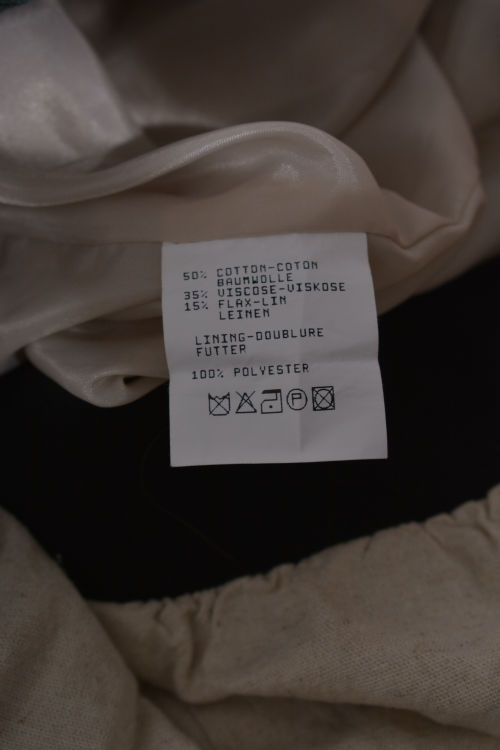 50% COTTON-COTON
BAUMWOLLE
35% VISCOSE-VISKOSE
15% FLAX-LIN
LEINEN
LINING-DOUBLURE
FUTTER
100% POLYESTER
P